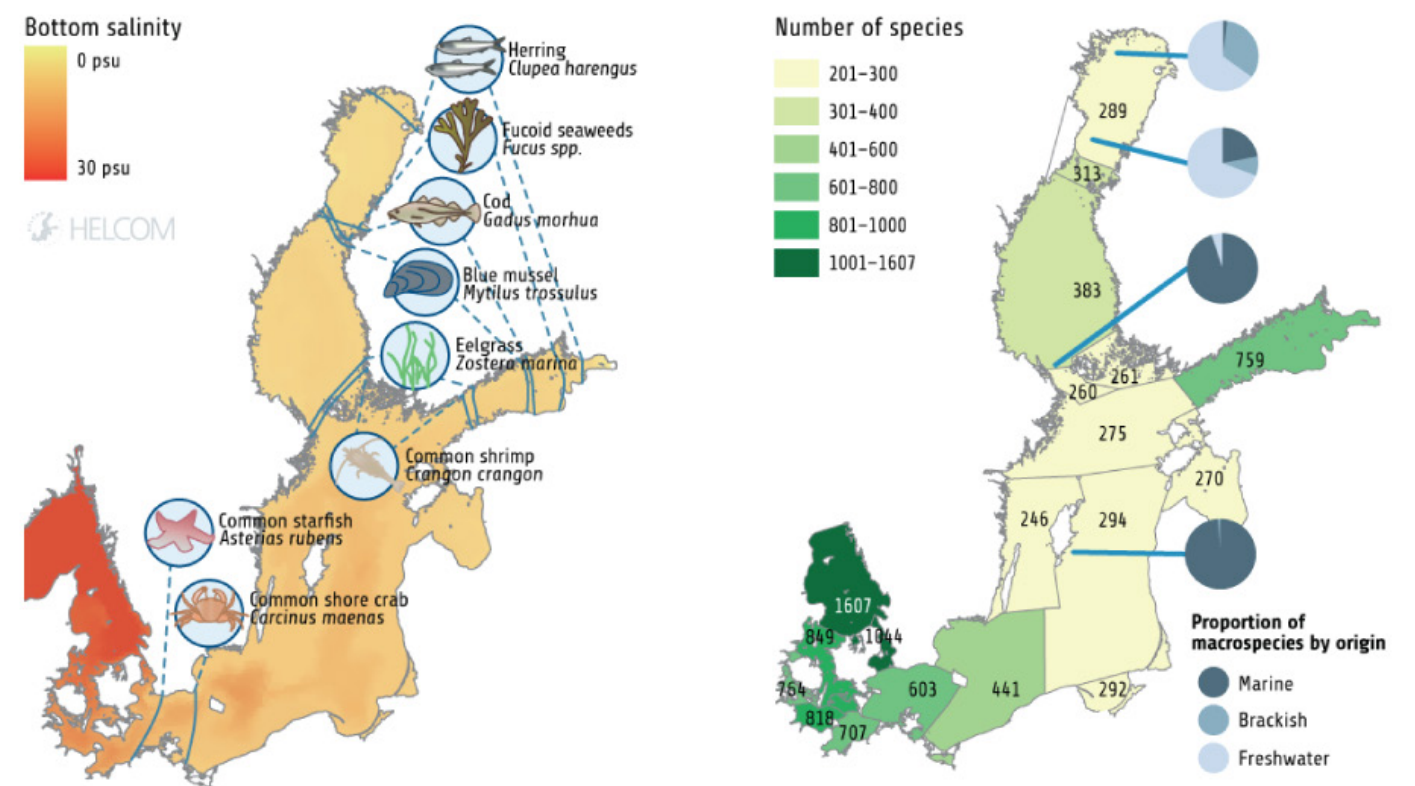 Bottom salinity
0 psu
30 psu
HELCOM
Herring
Clupea harengus
Fucoid seaweeds
Fucus spp.
Cod
Gadus morhua
Blue mussel
Mytilus trossulus
Eelgrass
Zostera marina
Common shrimp
Crangon crangon
Common starfish
Asterias rubens
Common shore crab
Carcinus maenas
Number of species
201–300
301–400
401–600
601–800
801–1000
1001–1607
289
313
383
759
261
260
275
270
246
294
1607
849
1044
764
603
441
292
818
707
Proportion of
macrospecies by origin
Marine
Brackish
Freshwater